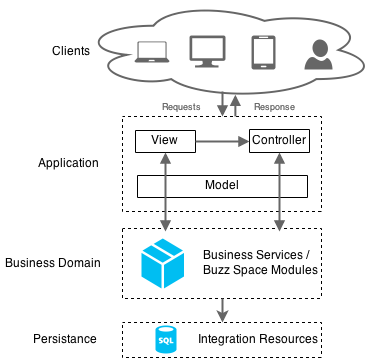 Clients
Requests
Response
View
Controller
Application
Model
Business Domain
Business Services /
Buzz Space Modules
Persistance
SQL
Integration Resources